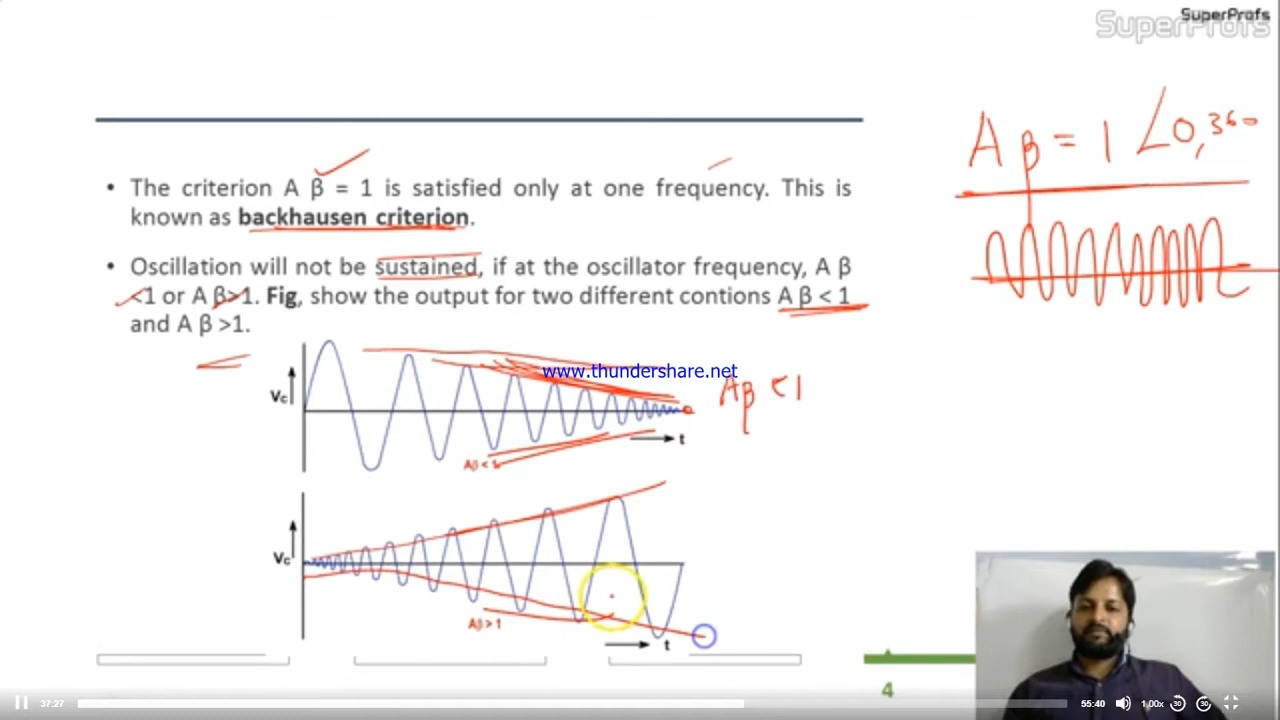 SuperProfs
SuperProfs
A β = 1 ∠0, 360
• The criterion A β = 1 is satisfied only at one frequency. This is
known as backhausen criterion.
• Oscillation will not be sustained, if at the oscillator frequency, A β
<1 or A β>1. Fig, show the output for two different contions A β < 1
and A β >1.
www.thundershare.net
Vc
Aβ < 1
t
Aβ < 1
Vc
Aβ > 1
t
4
37:27
55:40
1.00x
30
30